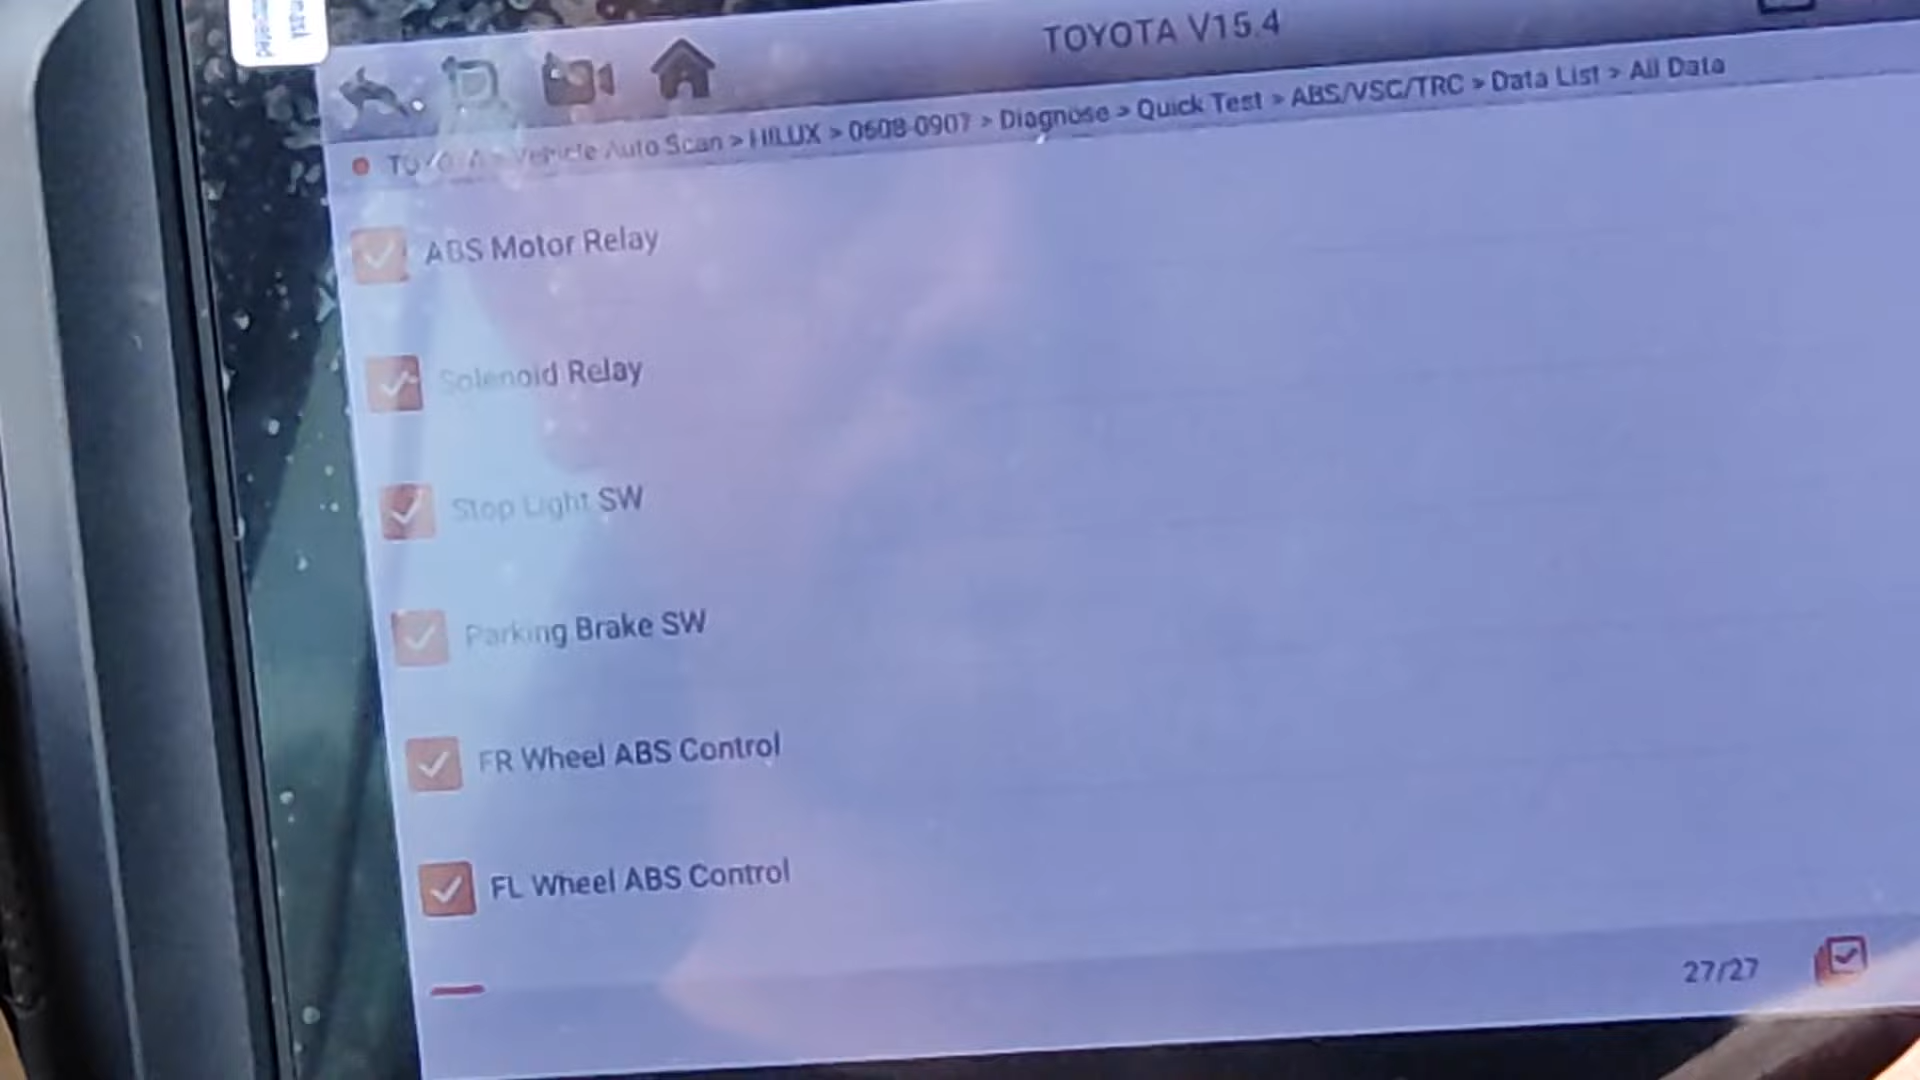 TOYOTA V15.4
TOYOTA > Vehicle Auto Scan > HILUX > 0608-0907 > Diagnose > Quick Test > ABS/VSC/TRC > Data List > All Data
ABS Motor Relay
Solenoid Relay
Stop Light SW
Parking Brake SW
FR Wheel ABS Control
FL Wheel ABS Control
27/27